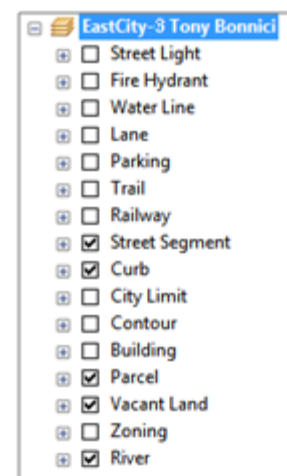 EastCity-3 Tony Bonnici
Street Light
Fire Hydrant
Water Line
Lane
Parking
Trail
Railway
Street Segment
Curb
City Limit
Contour
Building
Parcel
Vacant Land
Zoning
River